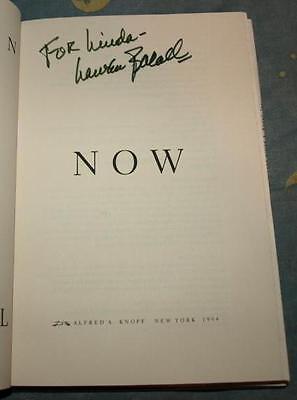 N
For Linda-
Lauren Bacall
NOW
L
ALFRED A. KNOPF NEW YORK 1994